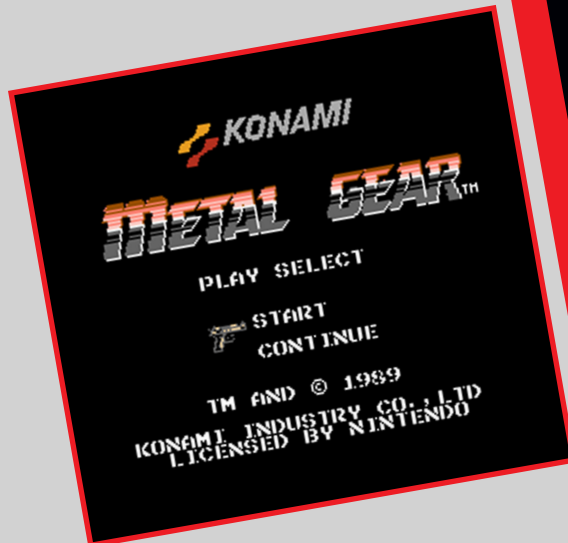 KONAMI
METAL GEAR™
PLAY SELECT
START
CONTINUE
TM AND © 1989
KONAMI INDUSTRY CO.,LTD
LICENSED BY NINTENDO